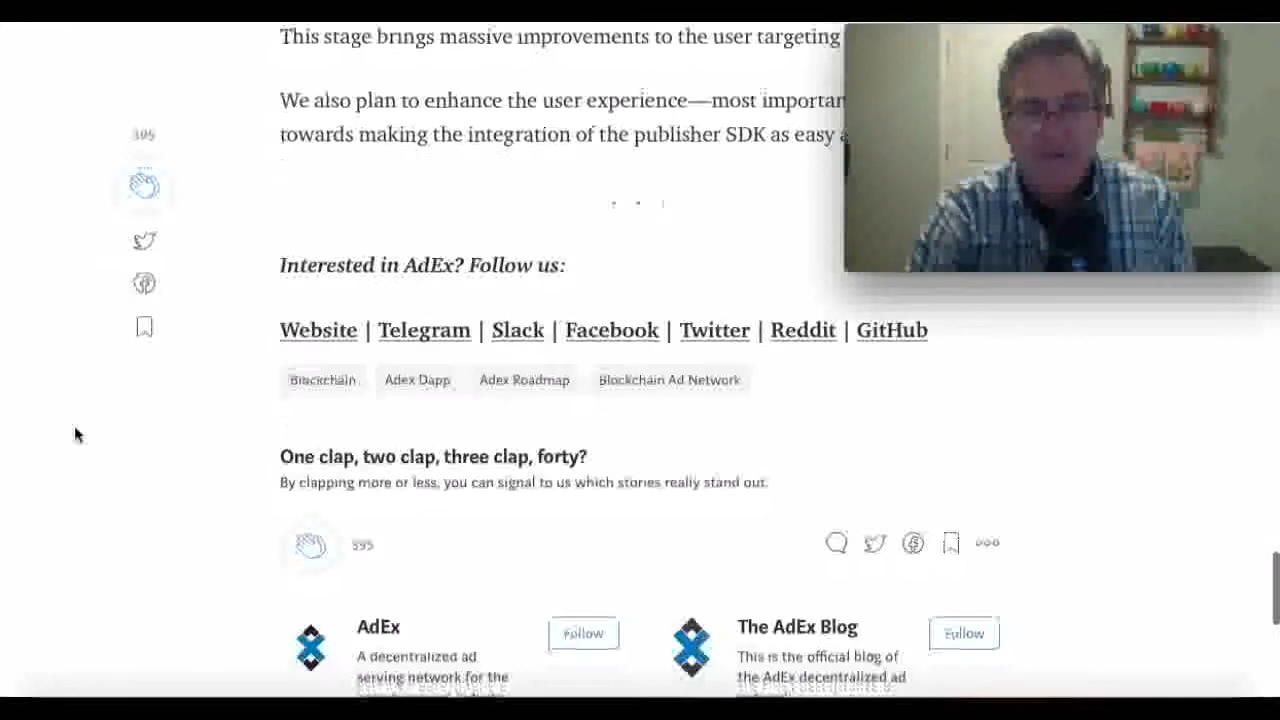 This stage brings massive improvements to the user targeting
We also plan to enhance the user experience—most importan
towards making the integration of the publisher SDK as easy a
395
Interested in AdEx? Follow us:
Website | Telegram | Slack | Facebook | Twitter | Reddit | GitHub
Blockchain Adex Dapp Adex Roadmap Blockchain Ad Network
One clap, two clap, three clap, forty?
By clapping more or less, you can signal to us which stories really stand out.
395
AdEx Follow The AdEx Blog Follow
A decentralized ad This is the official blog of
serving network for the the AdEx decentralized ad